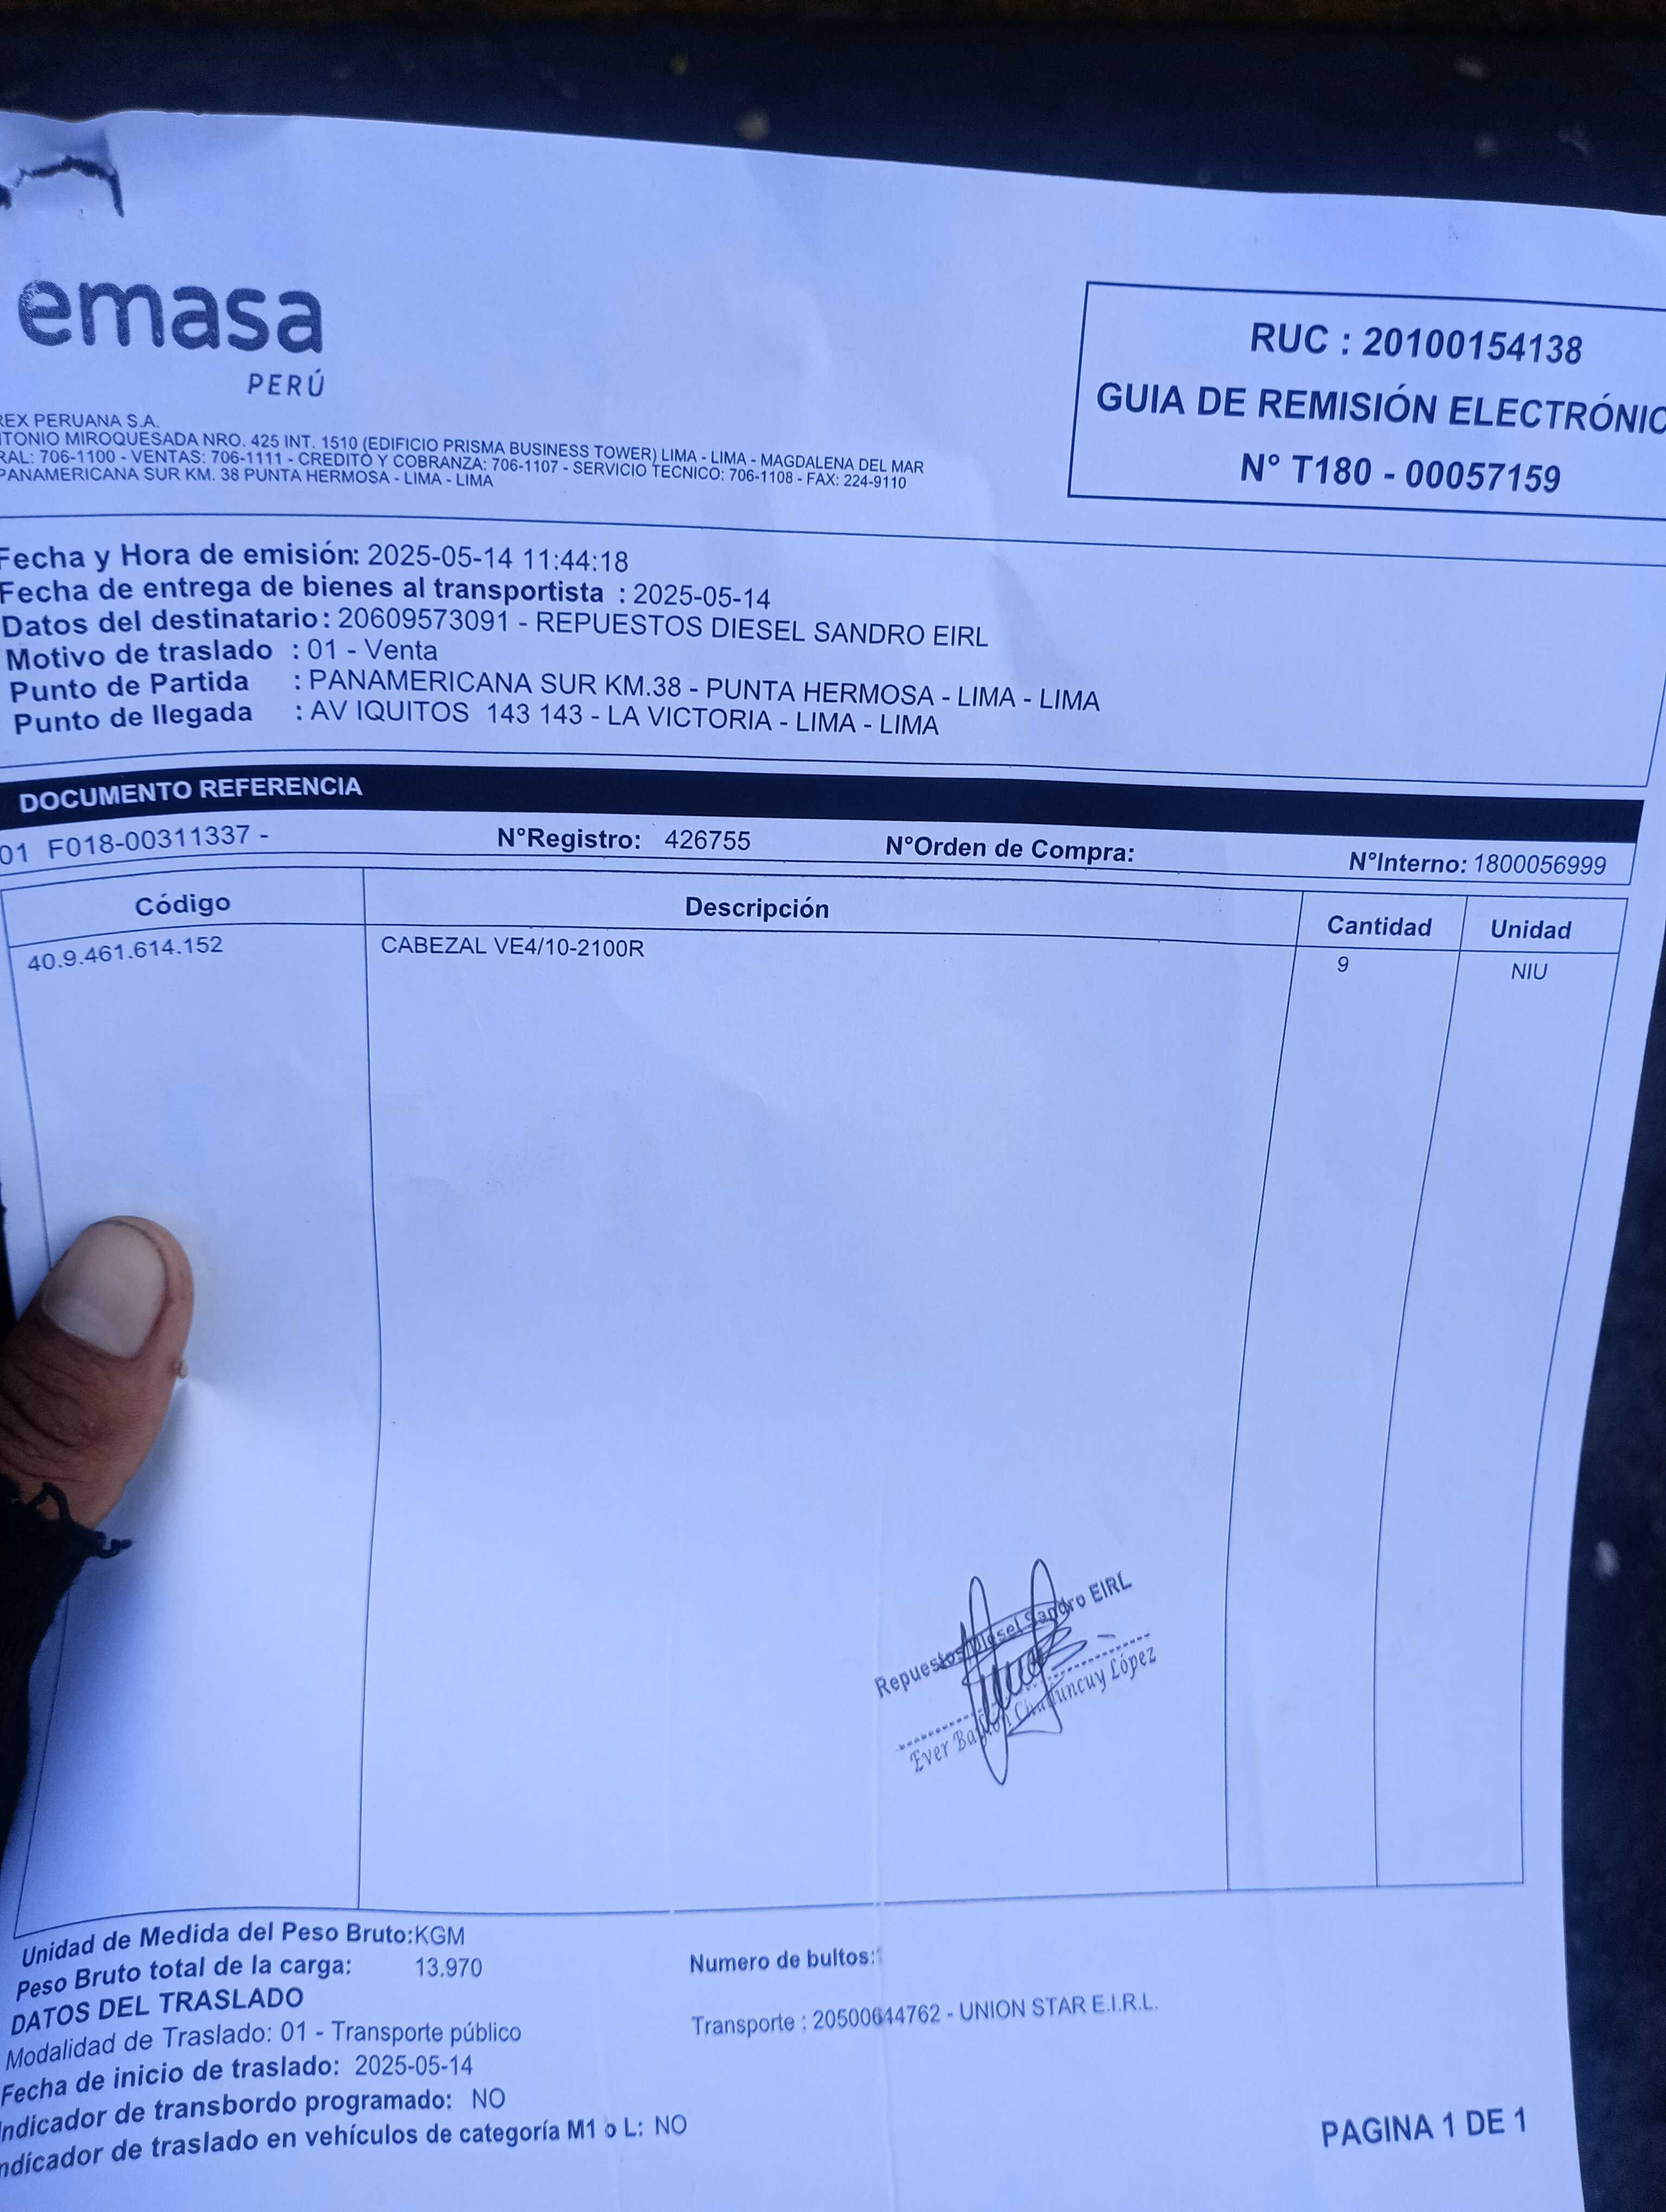 emasa
PERÚ
RUC : 20100154138
GUIA DE REMISIÓN ELECTRÓNIC
N° T180 - 00057159
REX PERUANA S.A.
NTONIO MIROQUESADA NRO. 425 INT. 1510 (EDIFICIO PRISMA BUSINESS TOWER) LIMA - LIMA - MAGDALENA DEL MAR
RAL: 706-1100 - VENTAS: 706-1111 - CREDITO Y COBRANZA: 706-1107 - SERVICIO TECNICO: 706-1108 - FAX: 224-9110
PANAMERICANA SUR KM. 38 PUNTA HERMOSA - LIMA - LIMA
Fecha y Hora de emisión: 2025-05-14 11:44:18
Fecha de entrega de bienes al transportista : 2025-05-14
Datos del destinatario: 20609573091 - REPUESTOS DIESEL SANDRO EIRL
Motivo de traslado : 01 - Venta
Punto de Partida : PANAMERICANA SUR KM.38 - PUNTA HERMOSA - LIMA - LIMA
Punto de llegada : AV IQUITOS 143 143 - LA VICTORIA - LIMA - LIMA
DOCUMENTO REFERENCIA
01 F018-00311337 - N°Registro: 426755 N°Orden de Compra: N°Interno: 1800056999
Código Descripción Cantidad Unidad
40.9.461.614.152 CABEZAL VE4/10-2100R 9 NIU
Repuestos Diesel Sandro EIRL
Ever López
Unidad de Medida del Peso Bruto:KGM
Peso Bruto total de la carga: 13.970 Numero de bultos:
DATOS DEL TRASLADO
Modalidad de Traslado: 01 - Transporte público Transporte : 20500644762 - UNION STAR E.I.R.L.
Fecha de inicio de traslado: 2025-05-14
Indicador de transbordo programado: NO
ndicador de traslado en vehículos de categoría M1 o L: NO
PAGINA 1 DE 1